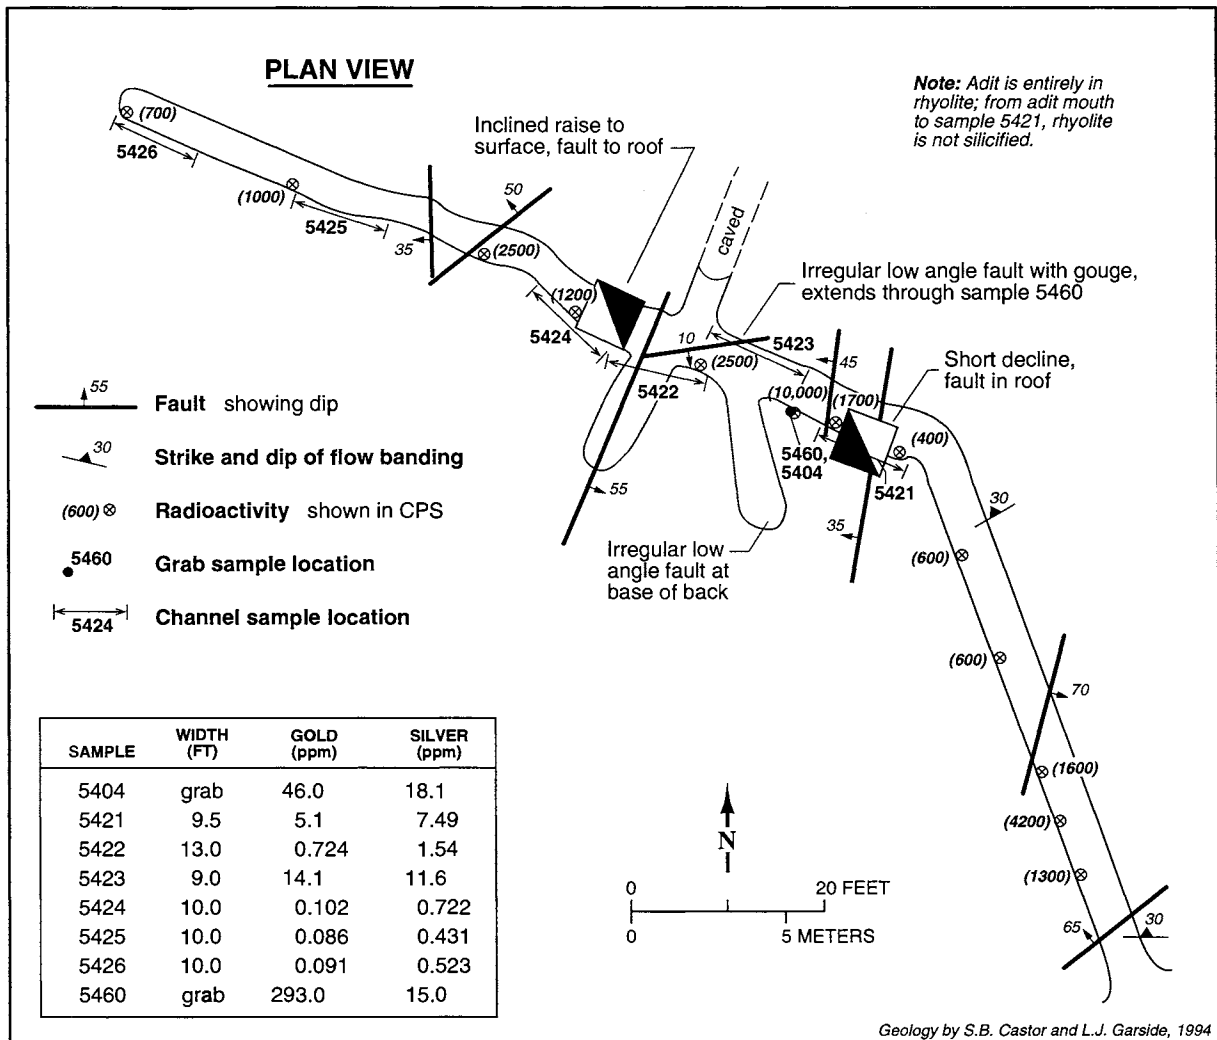 PLAN VIEW
Note: Adit is entirely in
rhyolite; from adit mouth
to sample 5421, rhyolite
is not silicified.
(700)
5426
(1000)
5425
35
50
(2500)
Inclined raise to
surface, fault to roof
(1200)
5424
5422
10
(2500)
caved
Irregular low angle fault with gouge,
extends through sample 5460
5423
45
(10,000)
(1700)
Short decline,
fault in roof
(400)
5460,
5404
5421
55
35
Irregular low
angle fault at
base of back
30
(600)
(600)
70
(1600)
(4200)
(1300)
65
30
55
Fault showing dip
30
Strike and dip of flow banding
(600) Radioactivity shown in CPS
5460
Grab sample location
5424
Channel sample location
SAMPLE WIDTH (FT) GOLD (ppm) SILVER (ppm)
5404 grab 46.0 18.1
5421 9.5 5.1 7.49
5422 13.0 0.724 1.54
5423 9.0 14.1 11.6
5424 10.0 0.102 0.722
5425 10.0 0.086 0.431
5426 10.0 0.091 0.523
5460 grab 293.0 15.0
N
0 20 FEET
0 5 METERS
Geology by S.B. Castor and L.J. Garside, 1994